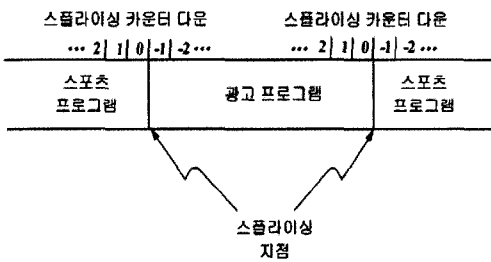 스플라이싱 카운터 다운 스플라이싱 카운터 다운
··· 2 1 0 -1 -2 ··· ··· 2 1 0 -1 -2 ···
스포츠 광고 프로그램 스포츠
프로그램 프로그램
스플라이싱
지점